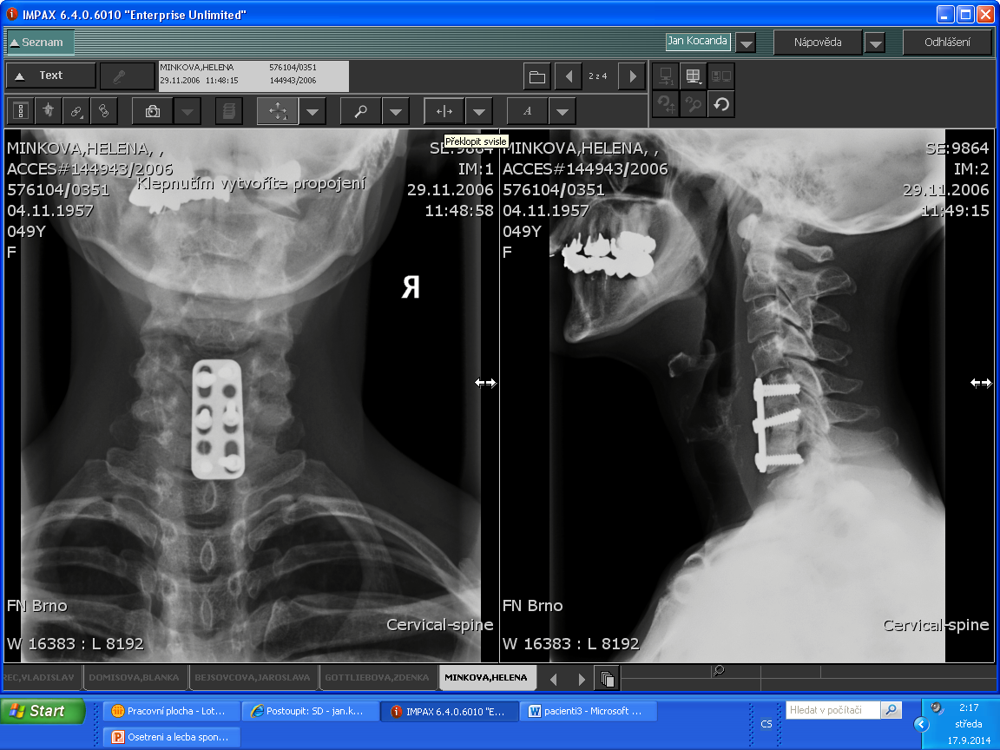 IMPAX 6.4.0.6010 "Enterprise Unlimited"
Seznam
Jan Kocanda
Nápověda
Odhlášení
Text
MINKOVA,HELENA 576104/0351
29.11.2006 11:48:15 144943/2006
2 z 4
A
Překlopit svisle
MINKOVA,HELENA, ,
ACCES#144943/2006
576104/0351
04.11.1957
049Y
F
Klepnutím vytvoříte propojení
SE:9864
IM:1
29.11.2006
11:48:58
R
FN Brno
Cervical-spine
W 16383 : L 8192
MINKOVA,HELENA, ,
ACCES#144943/2006
576104/0351
04.11.1957
049Y
F
SE:9864
IM:2
29.11.2006
11:49:15
FN Brno
Cervical-spine
W 16383 : L 8192
REC,VLADISLAV
DOMISOVA,BLANKA
BEJSOVCOVA,JAROSLAVA
GOTTLIEBOVA,ZDENKA
MINKOVA,HELENA
Start
Pracovní plocha - Lot...
Postoupit: SD - jan.k...
IMPAX 6.4.0.6010 "E...
pacienti3 - Microsoft ...
Osetreni a lecba spon...
CS
Hledat v počítači
2:17
středa
17.9.2014